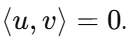 ⟨u, v⟩ = 0.